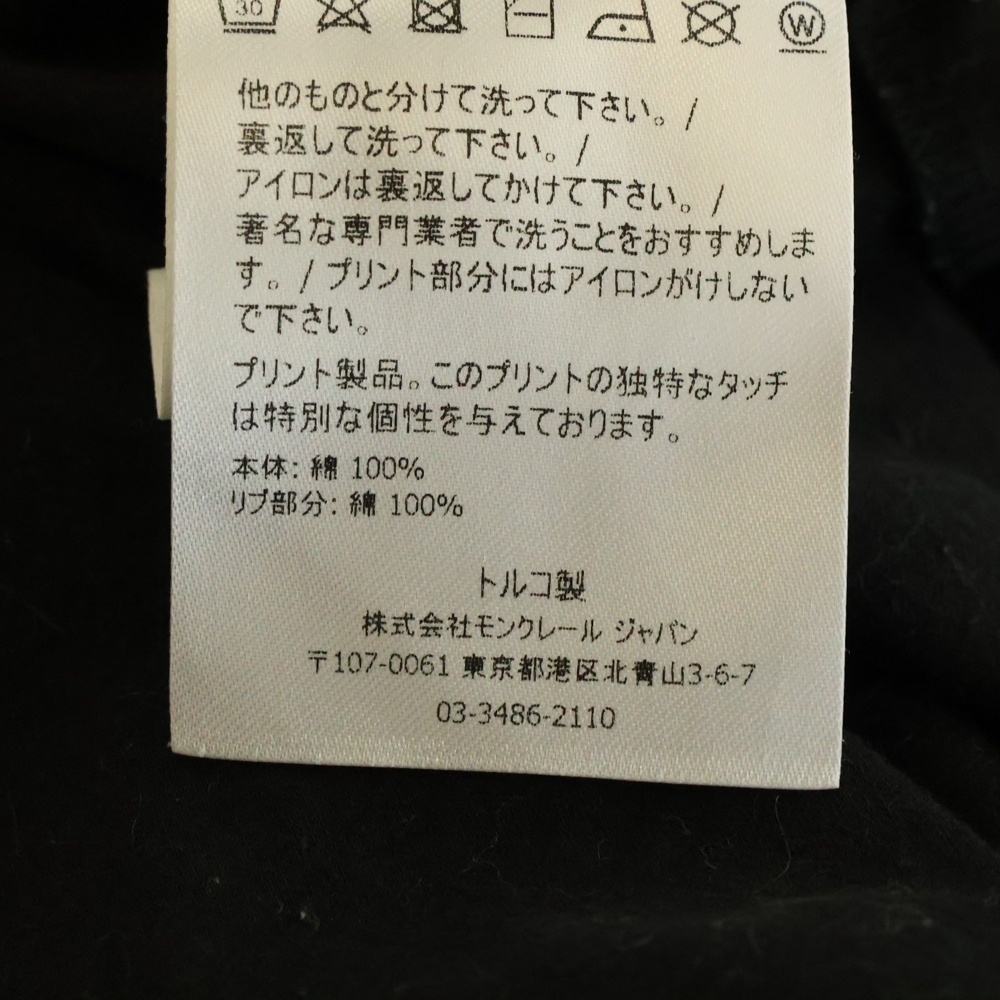 30
W
他のものと分けて洗って下さい。/
裏返して洗って下さい。/
アイロンは裏返してかけて下さい。/
著名な専門業者で洗うことをおすすめしま
す。/ プリント部分にはアイロンがけしない
で下さい。
プリント製品。このプリントの独特なタッチ
は特別な個性を与えております。
本体: 綿 100%
リブ部分: 綿 100%
トルコ製
株式会社モンクレール ジャパン
〒107-0061 東京都港区北青山3-6-7
03-3486-2110